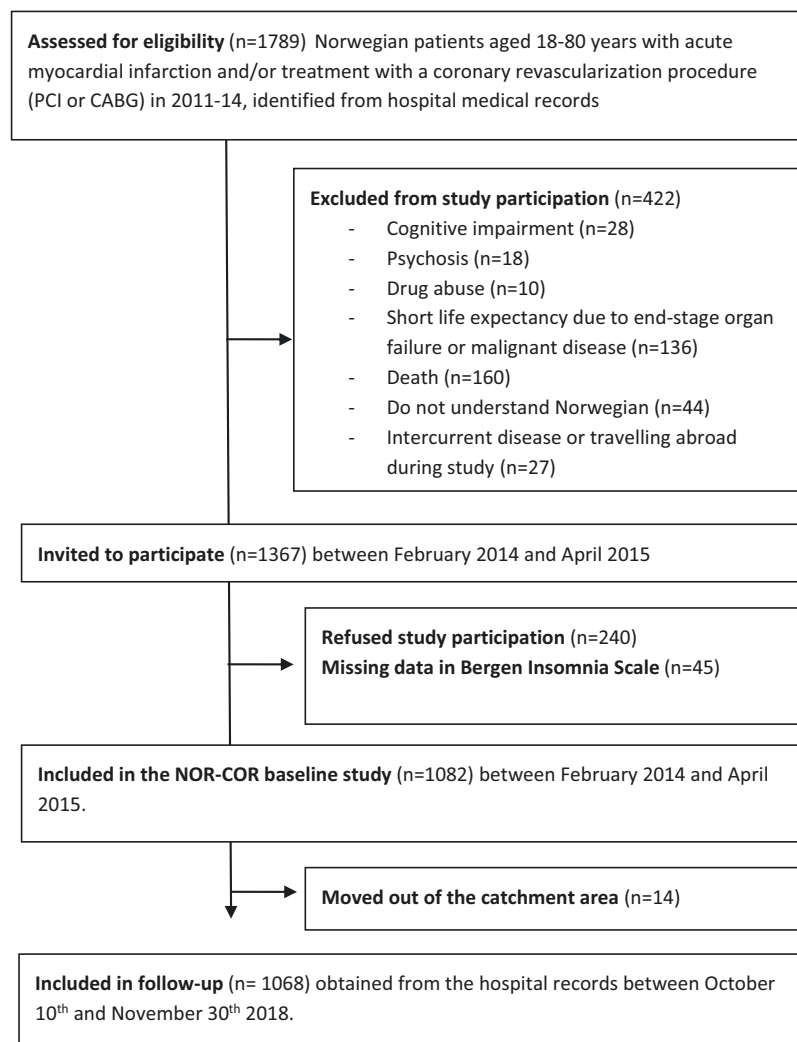 Assessed for eligibility (n=1789) Norwegian patients aged 18-80 years with acute
myocardial infarction and/or treatment with a coronary revascularization procedure
(PCI or CABG) in 2011-14, identified from hospital medical records
Excluded from study participation (n=422)
- Cognitive impairment (n=28)
- Psychosis (n=18)
- Drug abuse (n=10)
- Short life expectancy due to end-stage organ
failure or malignant disease (n=136)
- Death (n=160)
- Do not understand Norwegian (n=44)
- Intercurrent disease or travelling abroad
during study (n=27)
Invited to participate (n=1367) between February 2014 and April 2015
Refused study participation (n=240)
Missing data in Bergen Insomnia Scale (n=45)
Included in the NOR-COR baseline study (n=1082) between February 2014 and April
2015.
Moved out of the catchment area (n=14)
Included in follow-up (n= 1068) obtained from the hospital records between October
10th and November 30th 2018.